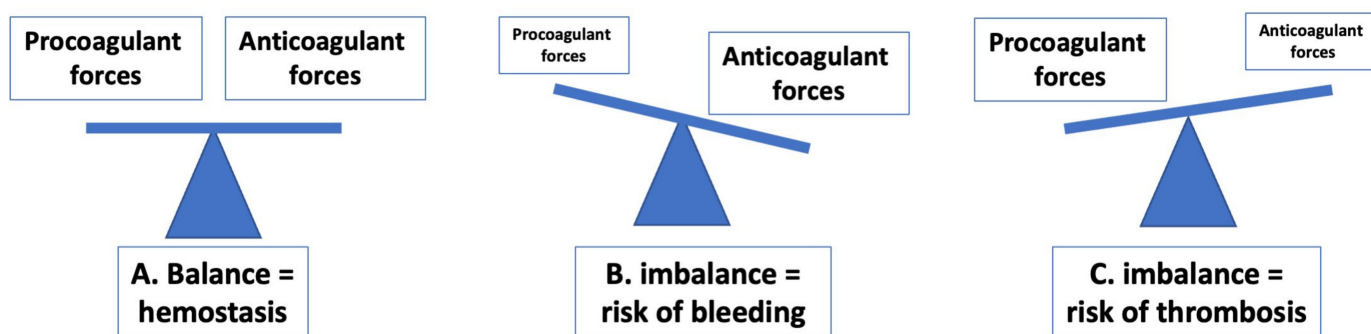 Procoagulant
forces
Anticoagulant
forces
A. Balance =
hemostasis
Procoagulant
forces
Anticoagulant
forces
B. imbalance =
risk of bleeding
Procoagulant
forces
Anticoagulant
forces
C. imbalance =
risk of thrombosis